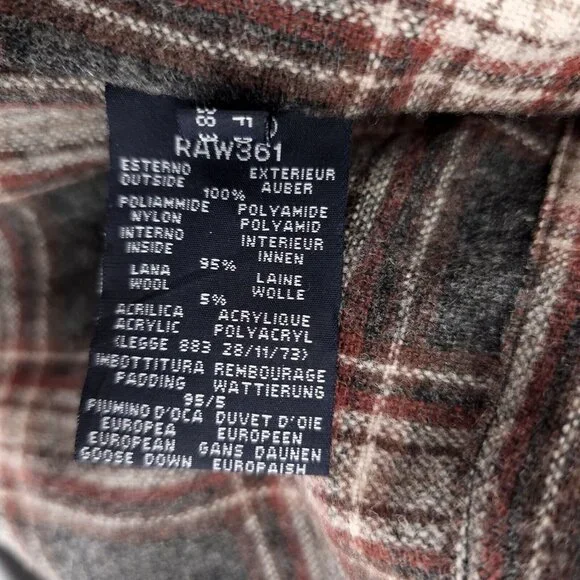 RAW361
ESTERNO EXTERIEUR
OUTSIDE AUBER
100%
POLIAMMIDE POLYAMIDE
NYLON POLYAMID
INTERNO INTERIEUR
INSIDE INNEN
95%
LANA LAINE
WOOL WOLLE
5%
ACRILICA ACRYLIQUE
ACRYLIC POLYACRYL
(LEGGE 883 28/11/73)
IMBOTTITURA REMBOURAGE
PADDING WATTIERUNG
95/5
PIUMINO D'OCA DUVET D'OIE
EUROPEA EUROPEEN
EUROPEAN GANS DAUNEN
GOOSE DOWN EUROPAISH